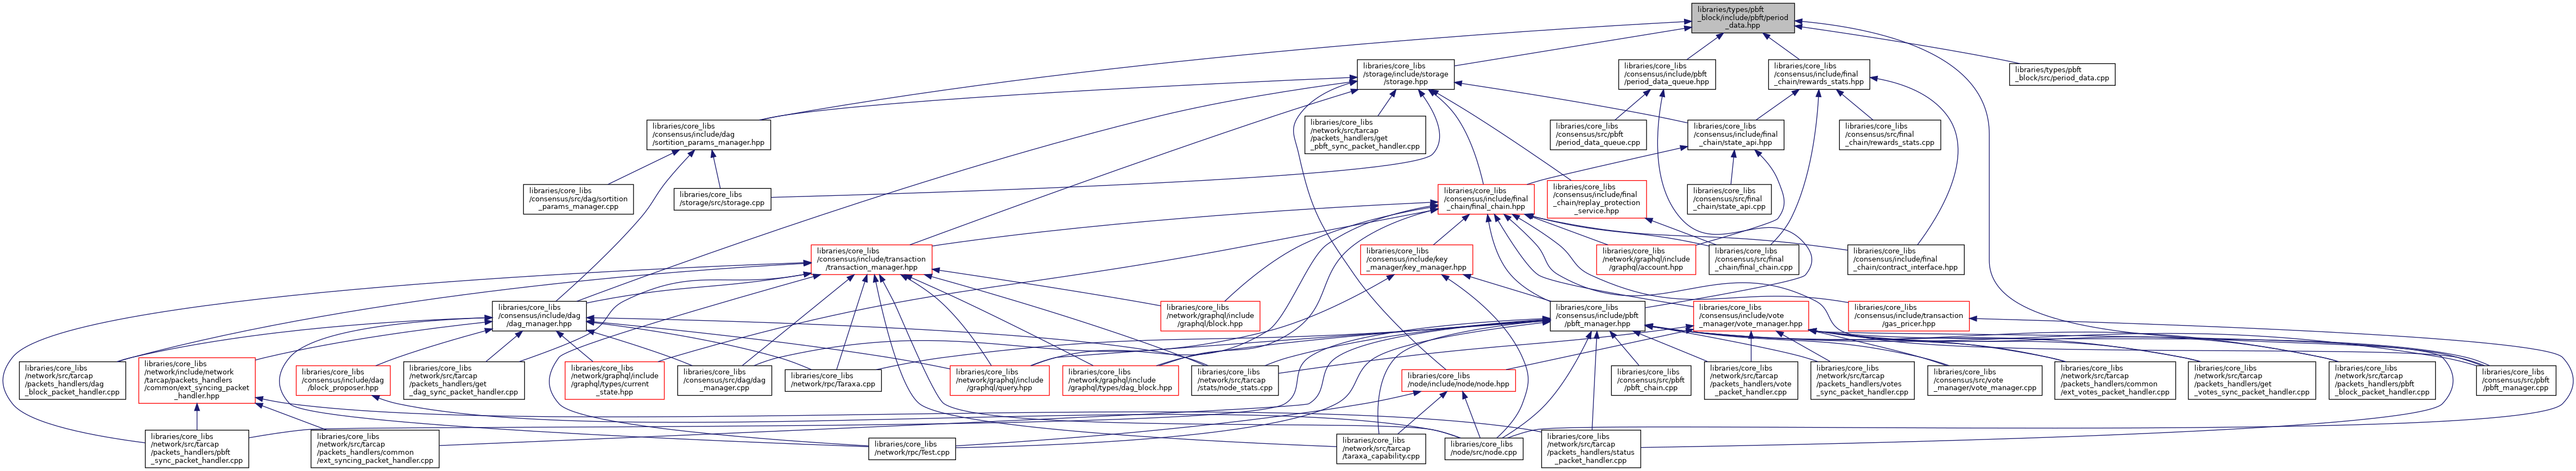 libraries/types/pbft
_block/include/pbft/period
_data.hpp
libraries/core_libs
/storage/include/storage
/storage.hpp
libraries/core_libs
/consensus/include/pbft
/period_data_queue.hpp
libraries/core_libs
/consensus/include/final
_chain/rewards_stats.hpp
libraries/types/pbft
_block/src/period_data.cpp
libraries/core_libs
/consensus/include/dag
/sortition_params_manager.hpp
libraries/core_libs
/network/src/tarcap
/packets_handlers/get
_pbft_sync_packet_handler.cpp
libraries/core_libs
/consensus/src/pbft
/period_data_queue.cpp
libraries/core_libs
/consensus/include/final
_chain/state_api.hpp
libraries/core_libs
/consensus/src/final
_chain/rewards_stats.cpp
libraries/core_libs
/consensus/src/dag/sortition
_params_manager.cpp
libraries/core_libs
/storage/src/storage.cpp
libraries/core_libs
/consensus/include/final
_chain/final_chain.hpp
libraries/core_libs
/consensus/include/final
_chain/replay_protection
_service.hpp
libraries/core_libs
/consensus/src/final
_chain/state_api.cpp
libraries/core_libs
/consensus/include/transaction
/transaction_manager.hpp
libraries/core_libs
/consensus/include/key
_manager/key_manager.hpp
libraries/core_libs
/network/graphql/include
/graphql/account.hpp
libraries/core_libs
/consensus/src/final
_chain/final_chain.cpp
libraries/core_libs
/consensus/include/final
_chain/contract_interface.hpp
libraries/core_libs
/consensus/include/dag
/dag_manager.hpp
libraries/core_libs
/network/graphql/include
/graphql/block.hpp
libraries/core_libs
/consensus/include/pbft
/pbft_manager.hpp
libraries/core_libs
/consensus/include/vote
_manager/vote_manager.hpp
libraries/core_libs
/consensus/include/transaction
/gas_pricer.hpp
libraries/core_libs
/network/src/tarcap
/packets_handlers/dag
_block_packet_handler.cpp
libraries/core_libs
/network/include/network
/tarcap/packets_handlers
/common/ext_syncing_packet
_handler.hpp
libraries/core_libs
/consensus/include/dag
/block_proposer.hpp
libraries/core_libs
/network/src/tarcap
/packets_handlers/get
_dag_sync_packet_handler.cpp
libraries/core_libs
/network/graphql/include
/graphql/types/current
_state.hpp
libraries/core_libs
/consensus/src/dag/dag
_manager.cpp
libraries/core_libs
/network/rpc/Taraxa.cpp
libraries/core_libs
/network/graphql/include
/graphql/query.hpp
libraries/core_libs
/network/graphql/include
/graphql/types/dag_block.hpp
libraries/core_libs
/network/src/tarcap
/stats/node_stats.cpp
libraries/core_libs
/node/include/node/node.hpp
libraries/core_libs
/consensus/src/pbft
/pbft_chain.cpp
libraries/core_libs
/network/src/tarcap
/packets_handlers/vote
_packet_handler.cpp
libraries/core_libs
/network/src/tarcap
/packets_handlers/votes
_sync_packet_handler.cpp
libraries/core_libs
/consensus/src/vote
_manager/vote_manager.cpp
libraries/core_libs
/network/src/tarcap
/packets_handlers/common
/ext_votes_packet_handler.cpp
libraries/core_libs
/network/src/tarcap
/packets_handlers/get
_votes_sync_packet_handler.cpp
libraries/core_libs
/network/src/tarcap
/packets_handlers/pbft
_block_packet_handler.cpp
libraries/core_libs
/consensus/src/pbft
/pbft_manager.cpp
libraries/core_libs
/network/src/tarcap
/packets_handlers/pbft
_sync_packet_handler.cpp
libraries/core_libs
/network/src/tarcap
/packets_handlers/common
/ext_syncing_packet_handler.cpp
libraries/core_libs
/network/rpc/Test.cpp
libraries/core_libs
/network/src/tarcap
/taraxa_capability.cpp
libraries/core_libs
/node/src/node.cpp
libraries/core_libs
/network/src/tarcap
/packets_handlers/status
_packet_handler.cpp